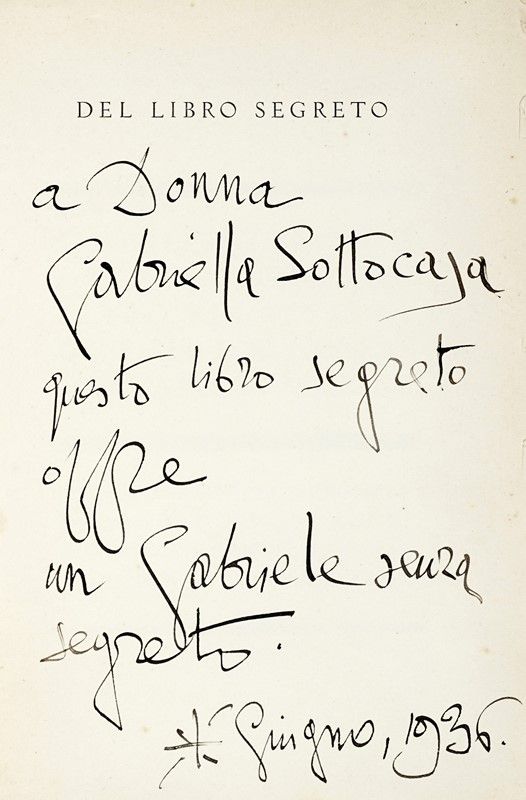 DEL LIBRO SEGRETO
a Donna
Gabriella Sottocasa
questo libro segreto
offre
un Gabriele senza
segreto.
Giugno, 1936.